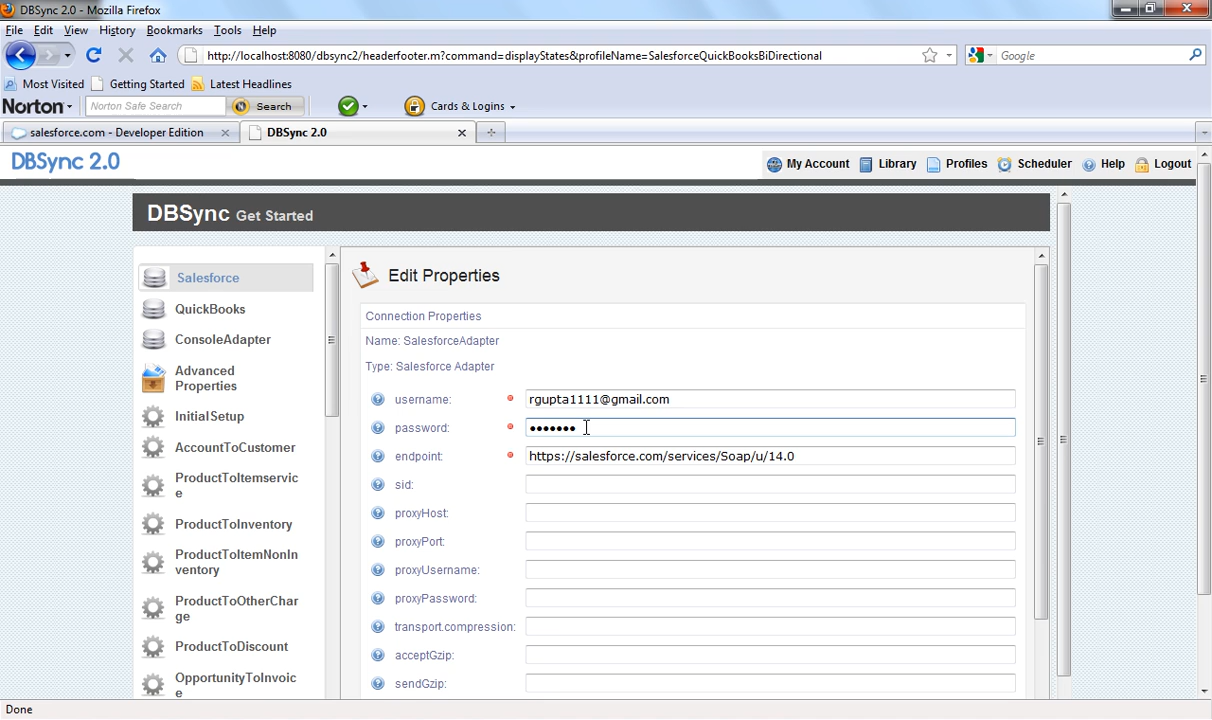 DBSync 2.0 - Mozilla Firefox
File Edit View History Bookmarks Tools Help
http://localhost:8080/dbsync2/headerfooter.m?command=displayStates&profileName=SalesforceQuickBooksBiDirectional
Google
Most Visited Getting Started Latest Headlines
Norton Norton Safe Search Search Cards & Logins
salesforce.com - Developer Edition DBSync 2.0
DBSync 2.0 My Account Library Profiles Scheduler Help Logout
DBSync Get Started
Salesforce
QuickBooks
ConsoleAdapter
Advanced
Properties
InitialSetup
AccountToCustomer
ProductToItemservic
e
ProductToInventory
ProductToItemNonIn
ventory
ProductToOtherChar
ge
ProductToDiscount
OpportunityToInvoic
e
Edit Properties
Connection Properties
Name: SalesforceAdapter
Type: Salesforce Adapter
username: rgupta1111@gmail.com
password: •••••••
endpoint: https://salesforce.com/services/Soap/u/14.0
sid:
proxyHost:
proxyPort:
proxyUsername:
proxyPassword:
transport.compression:
acceptGzip:
sendGzip:
Done